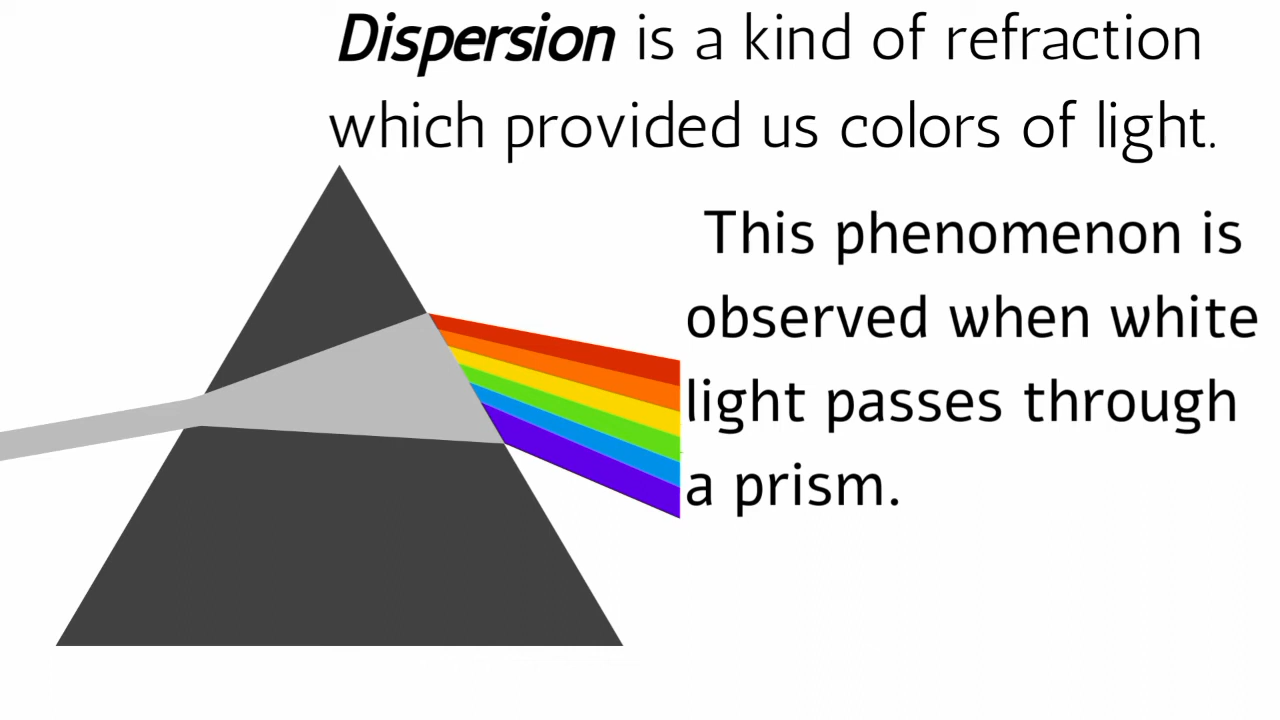 Dispersion is a kind of refraction
which provided us colors of light.
This phenomenon is
observed when white
light passes through
a prism.